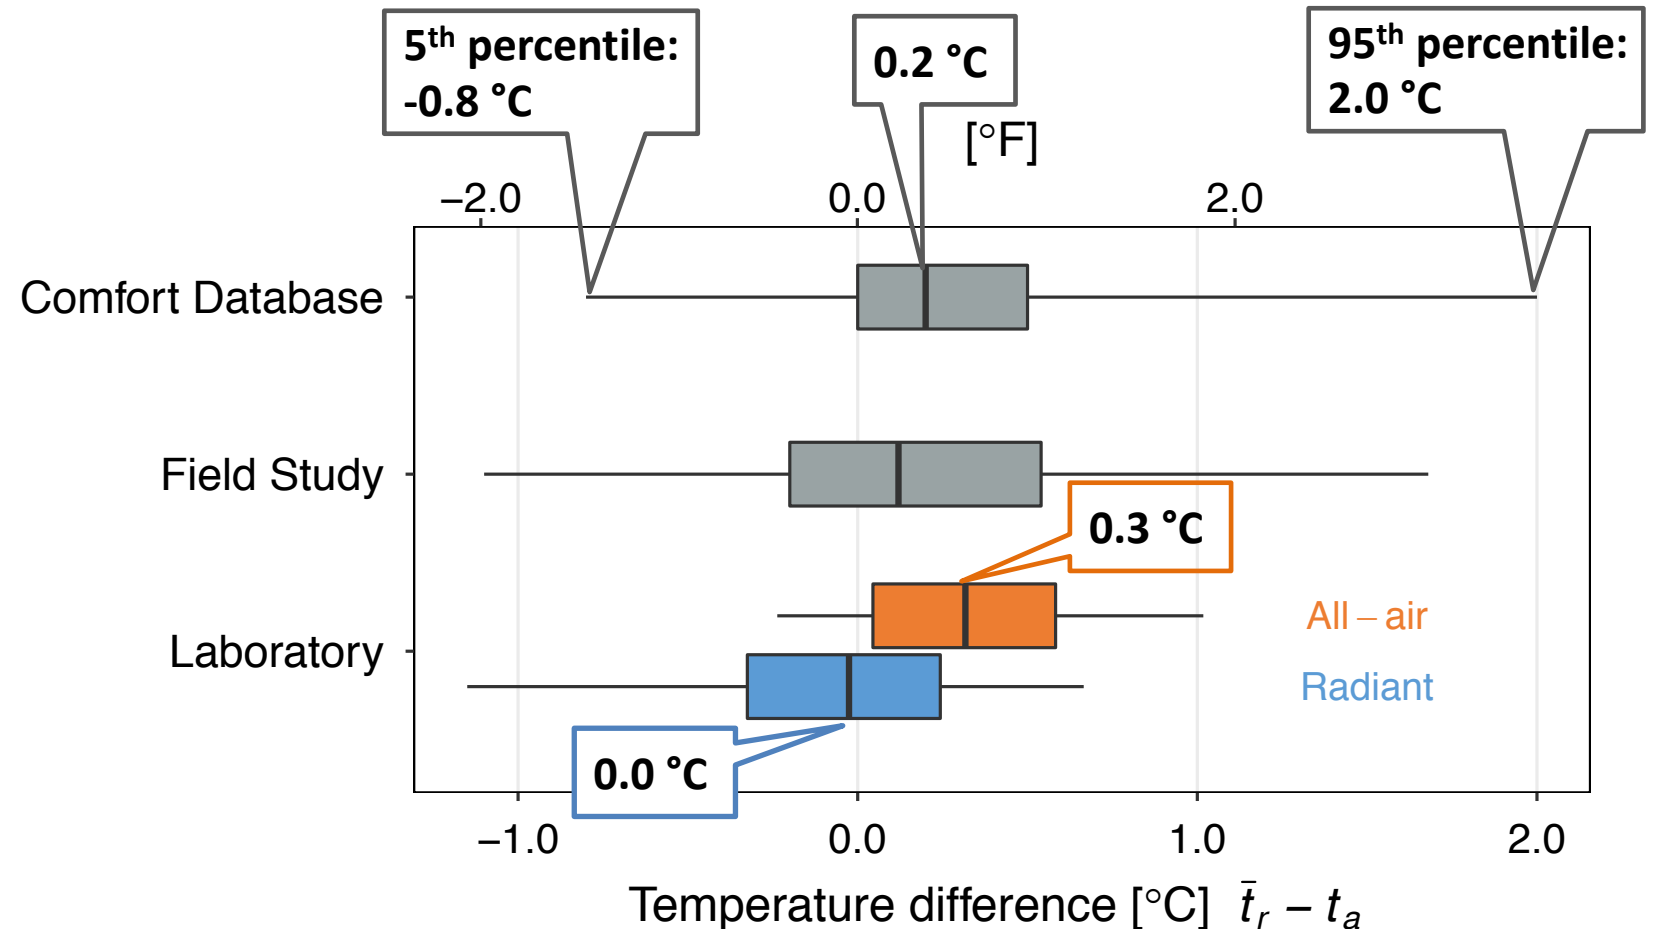 5th percentile:
-0.8 °C
0.2 °C
95th percentile:
2.0 °C
[°F]
−2.0 0.0 2.0
Comfort Database
Field Study
0.3 °C
All – air
Laboratory
Radiant
0.0 °C
−1.0 0.0 1.0 2.0
Temperature difference [°C] t̄r – ta